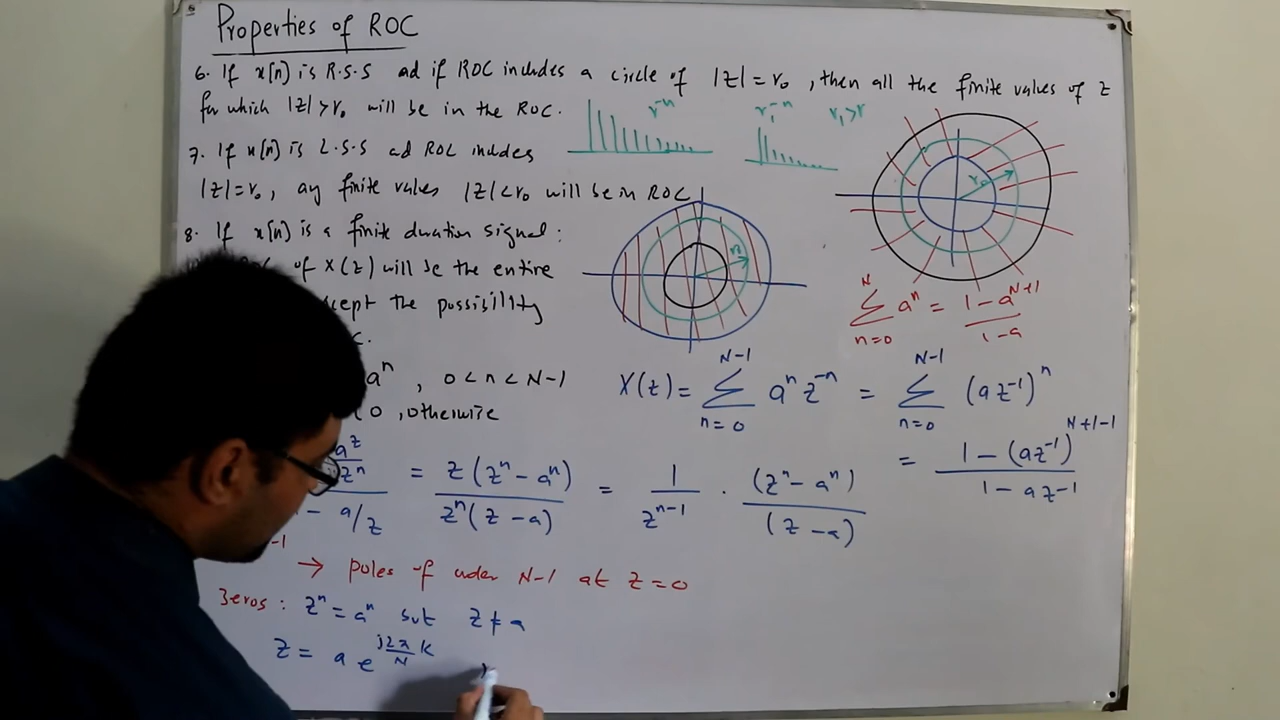 Properties of ROC
6. If x[n] is R.S.S ad if ROC includes a circle of |z| = r₀ , then all the finite values of z
for which |z| > r₀ will be in the ROC.
r⁻ⁿ
r₁⁻ⁿ
r₁>r
7. If x[n] is L.S.S ad ROC includes
|z| = r₀, any finite values |z| < r₀ will be in ROC
r₀
8. If x[n] is a finite duration signal :
of X(z) will be the entire
the possibility
r₀
∑_{n=0}^{N} aⁿ = (1-a^{N+1})/(1-a)
aⁿ , 0 < n < N-1
0 , otherwise
X(z) = ∑_{n=0}^{N-1} aⁿ z⁻ⁿ = ∑_{n=0}^{N-1} (az⁻¹)ⁿ
= (1-(az⁻¹)^{N+1-1})/(1-az⁻¹)
- a/z = z(zⁿ-aⁿ)/(zⁿ(z-a)) = 1/z^{n-1} · (zⁿ-aⁿ)/(z-a)
→ poles of order N-1 at z=0
Zeros : zⁿ = aⁿ but z ≠ a
z = a e^{j2π/N k}